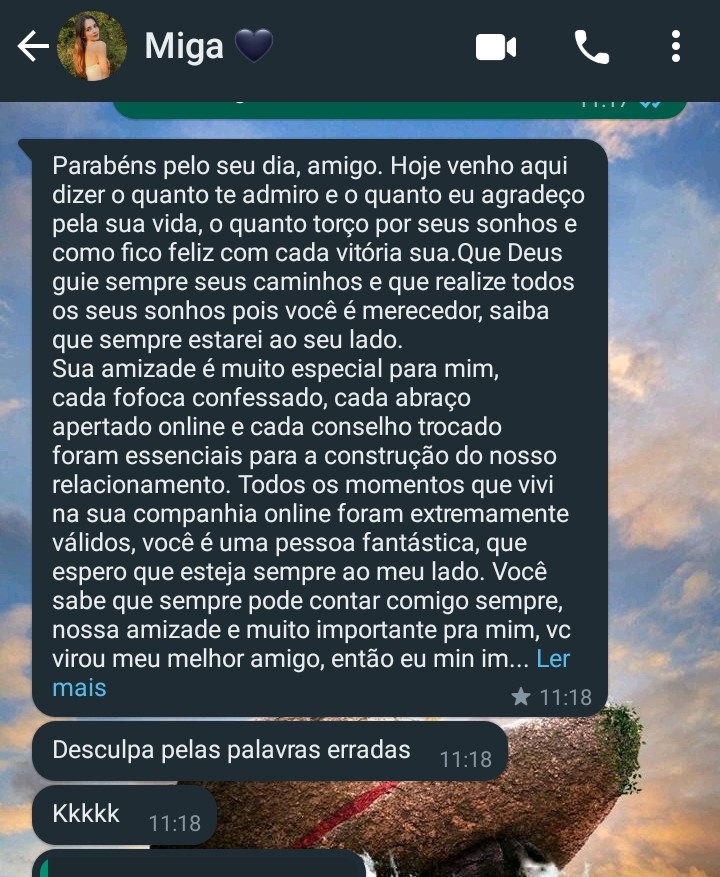 Miga
11:17
Parabéns pelo seu dia, amigo. Hoje venho aqui
dizer o quanto te admiro e o quanto eu agradeço
pela sua vida, o quanto torço por seus sonhos e
como fico feliz com cada vitória sua.Que Deus
guie sempre seus caminhos e que realize todos
os seus sonhos pois você é merecedor, saiba
que sempre estarei ao seu lado.
Sua amizade é muito especial para mim,
cada fofoca confessado, cada abraço
apertado online e cada conselho trocado
foram essenciais para a construção do nosso
relacionamento. Todos os momentos que vivi
na sua companhia online foram extremamente
válidos, você é uma pessoa fantástica, que
espero que esteja sempre ao meu lado. Você
sabe que sempre pode contar comigo sempre,
nossa amizade e muito importante pra mim, vc
virou meu melhor amigo, então eu min im... Ler
mais
11:18
Desculpa pelas palavras erradas
11:18
Kkkkk
11:18